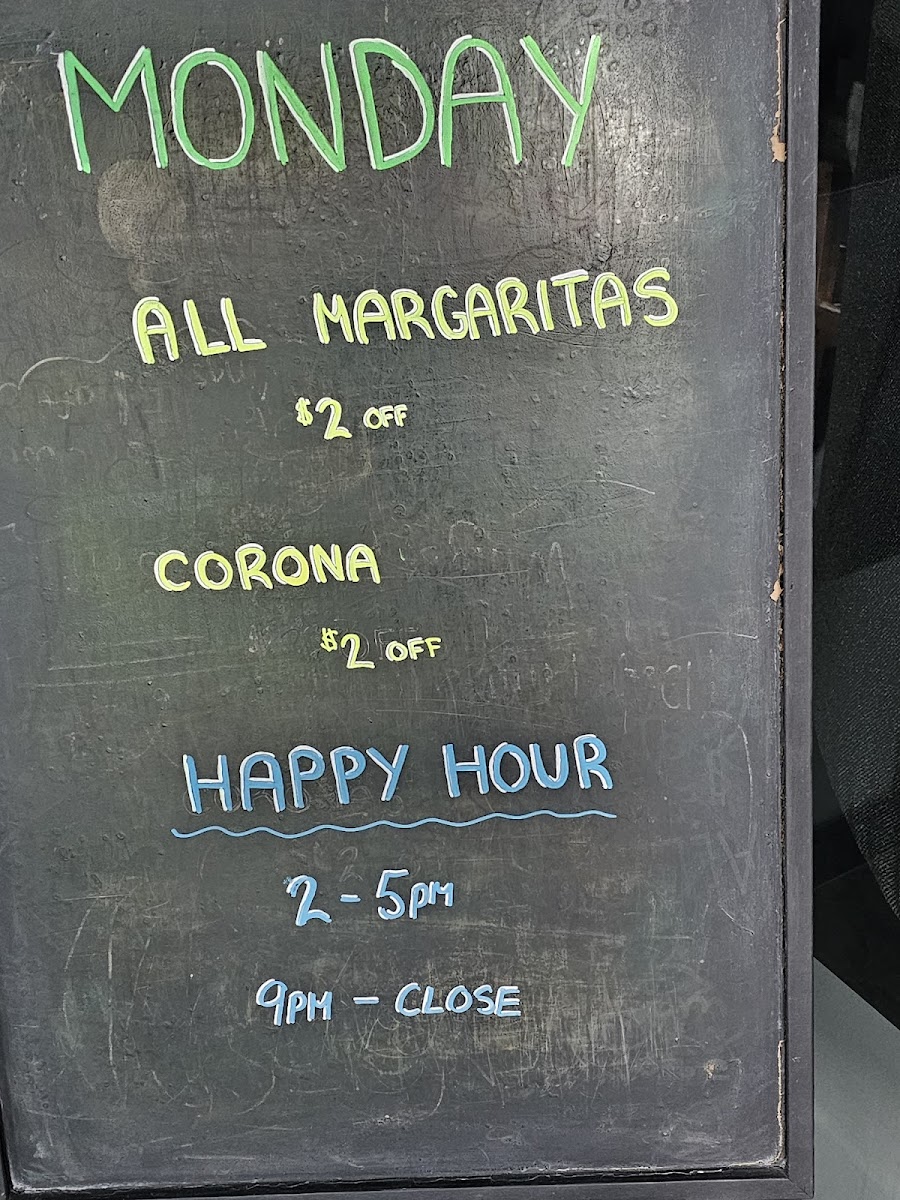 MONDAY
ALL MARGARITAS
$2 OFF
CORONA
$2 OFF
HAPPY HOUR
2 - 5PM
9PM - CLOSE